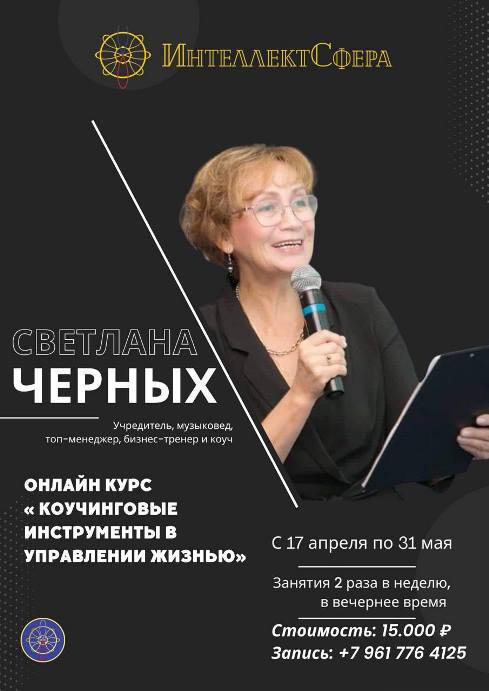 ИнтеллектСфера
СВЕТЛАНА
ЧЕРНЫХ
Учредитель, музыковед,
топ-менеджер, бизнес-тренер и коуч
ОНЛАЙН КУРС
« КОУЧИНГОВЫЕ
ИНСТРУМЕНТЫ В
УПРАВЛЕНИИ ЖИЗНЬЮ»
С 17 апреля по 31 мая
Занятия 2 раза в неделю,
в вечернее время
Стоимость: 15.000 ₽
Запись: +7 961 776 4125